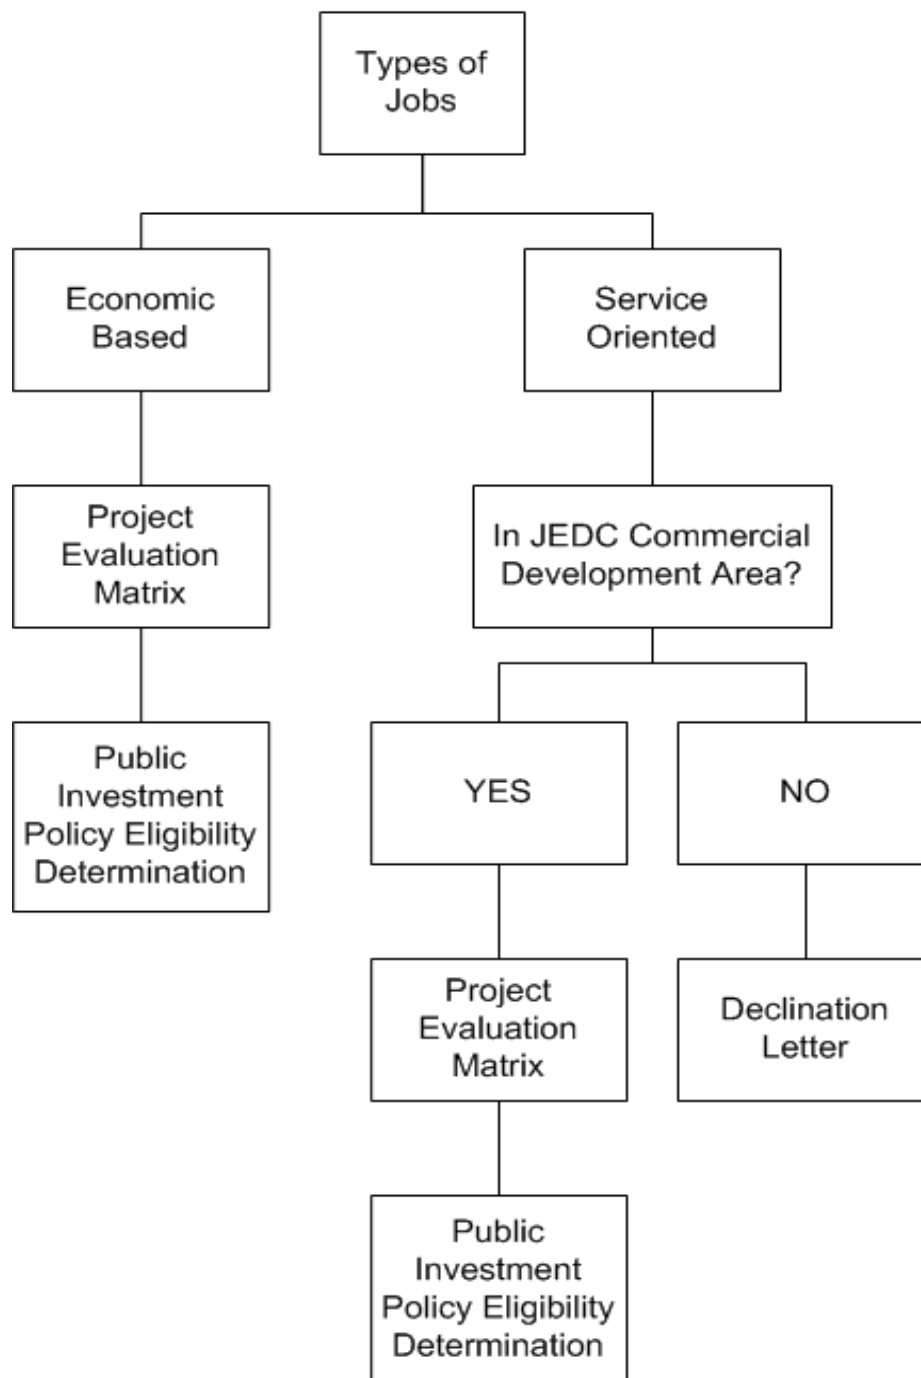 Types of
Jobs
Economic
Based
Service
Oriented
Project
Evaluation
Matrix
In JEDC Commercial
Development Area?
Public
Investment
Policy Eligibility
Determination
YES
NO
Project
Evaluation
Matrix
Declination
Letter
Public
Investment
Policy Eligibility
Determination